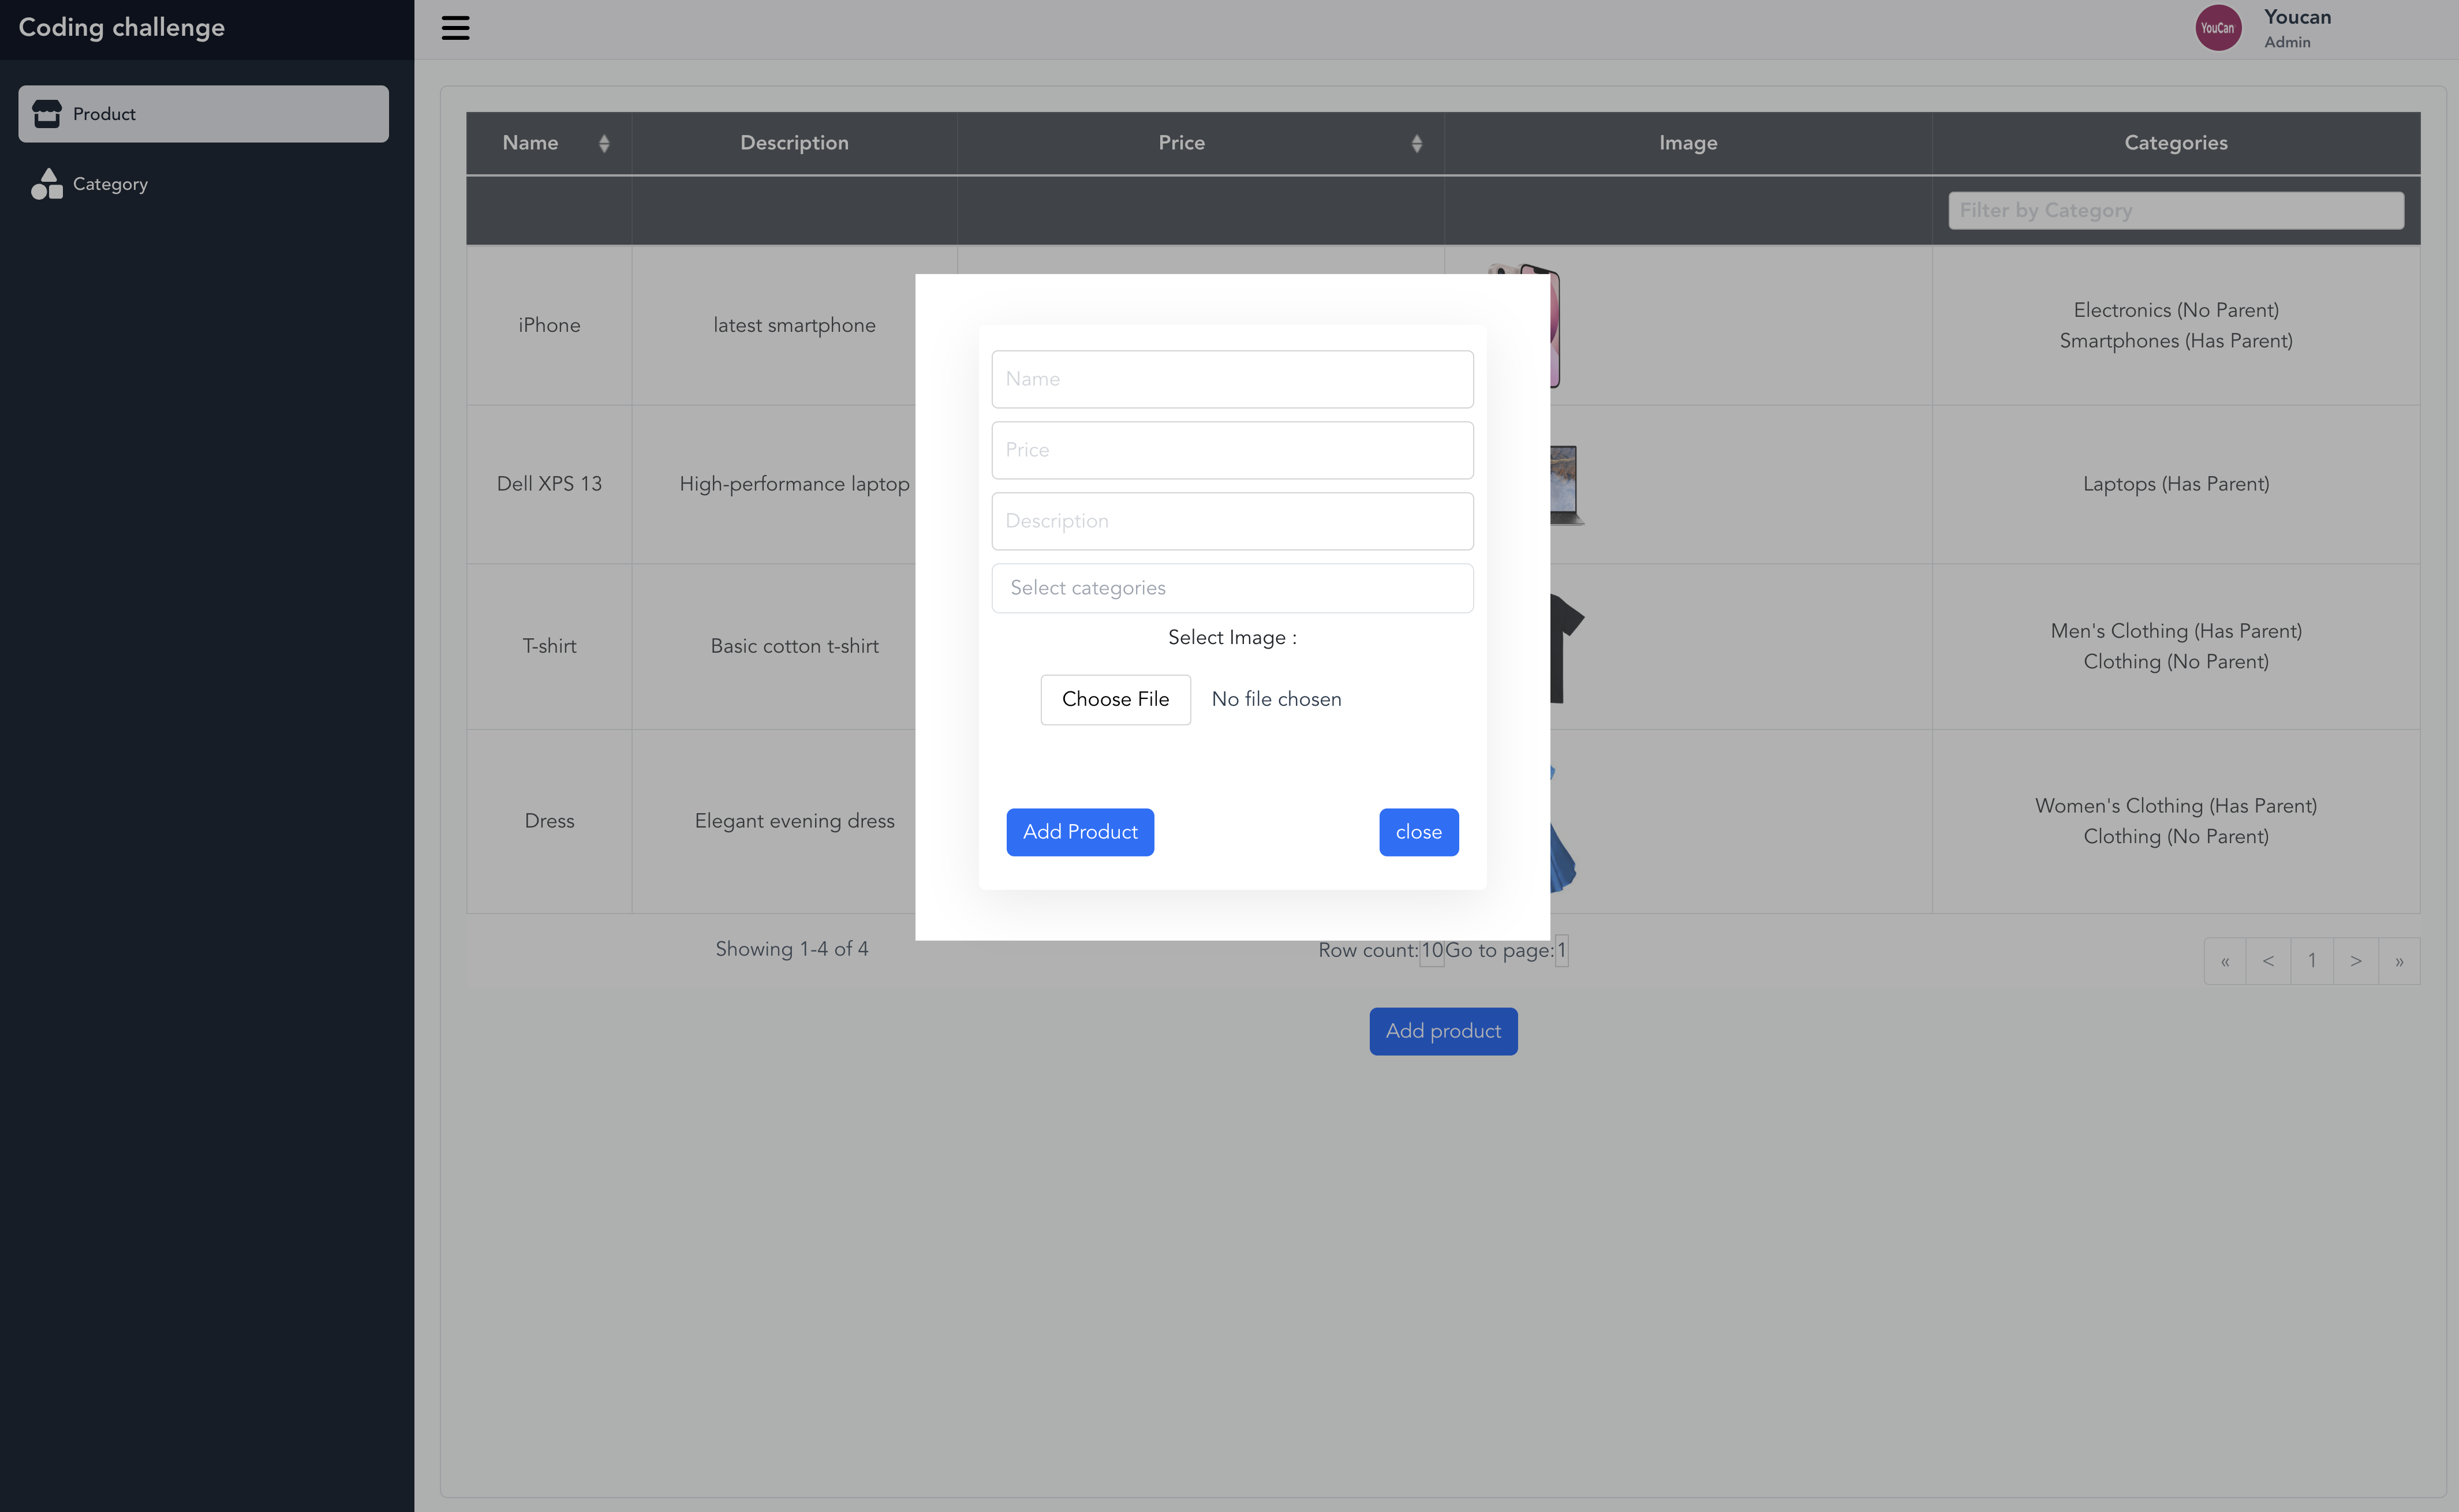 Coding challenge
Product
Category
YouCan
Youcan
Admin
Name
Description
Price
Image
Categories
Filter by Category
iPhone
latest smartphone
Electronics (No Parent)
Smartphones (Has Parent)
Dell XPS 13
High-performance laptop
Laptops (Has Parent)
T-shirt
Basic cotton t-shirt
Men's Clothing (Has Parent)
Clothing (No Parent)
Dress
Elegant evening dress
Women's Clothing (Has Parent)
Clothing (No Parent)
Name
Price
Description
Select categories
Select Image :
Choose File No file chosen
Add Product
close
Showing 1-4 of 4
Row count:10Go to page:1
« < 1 > »
Add product